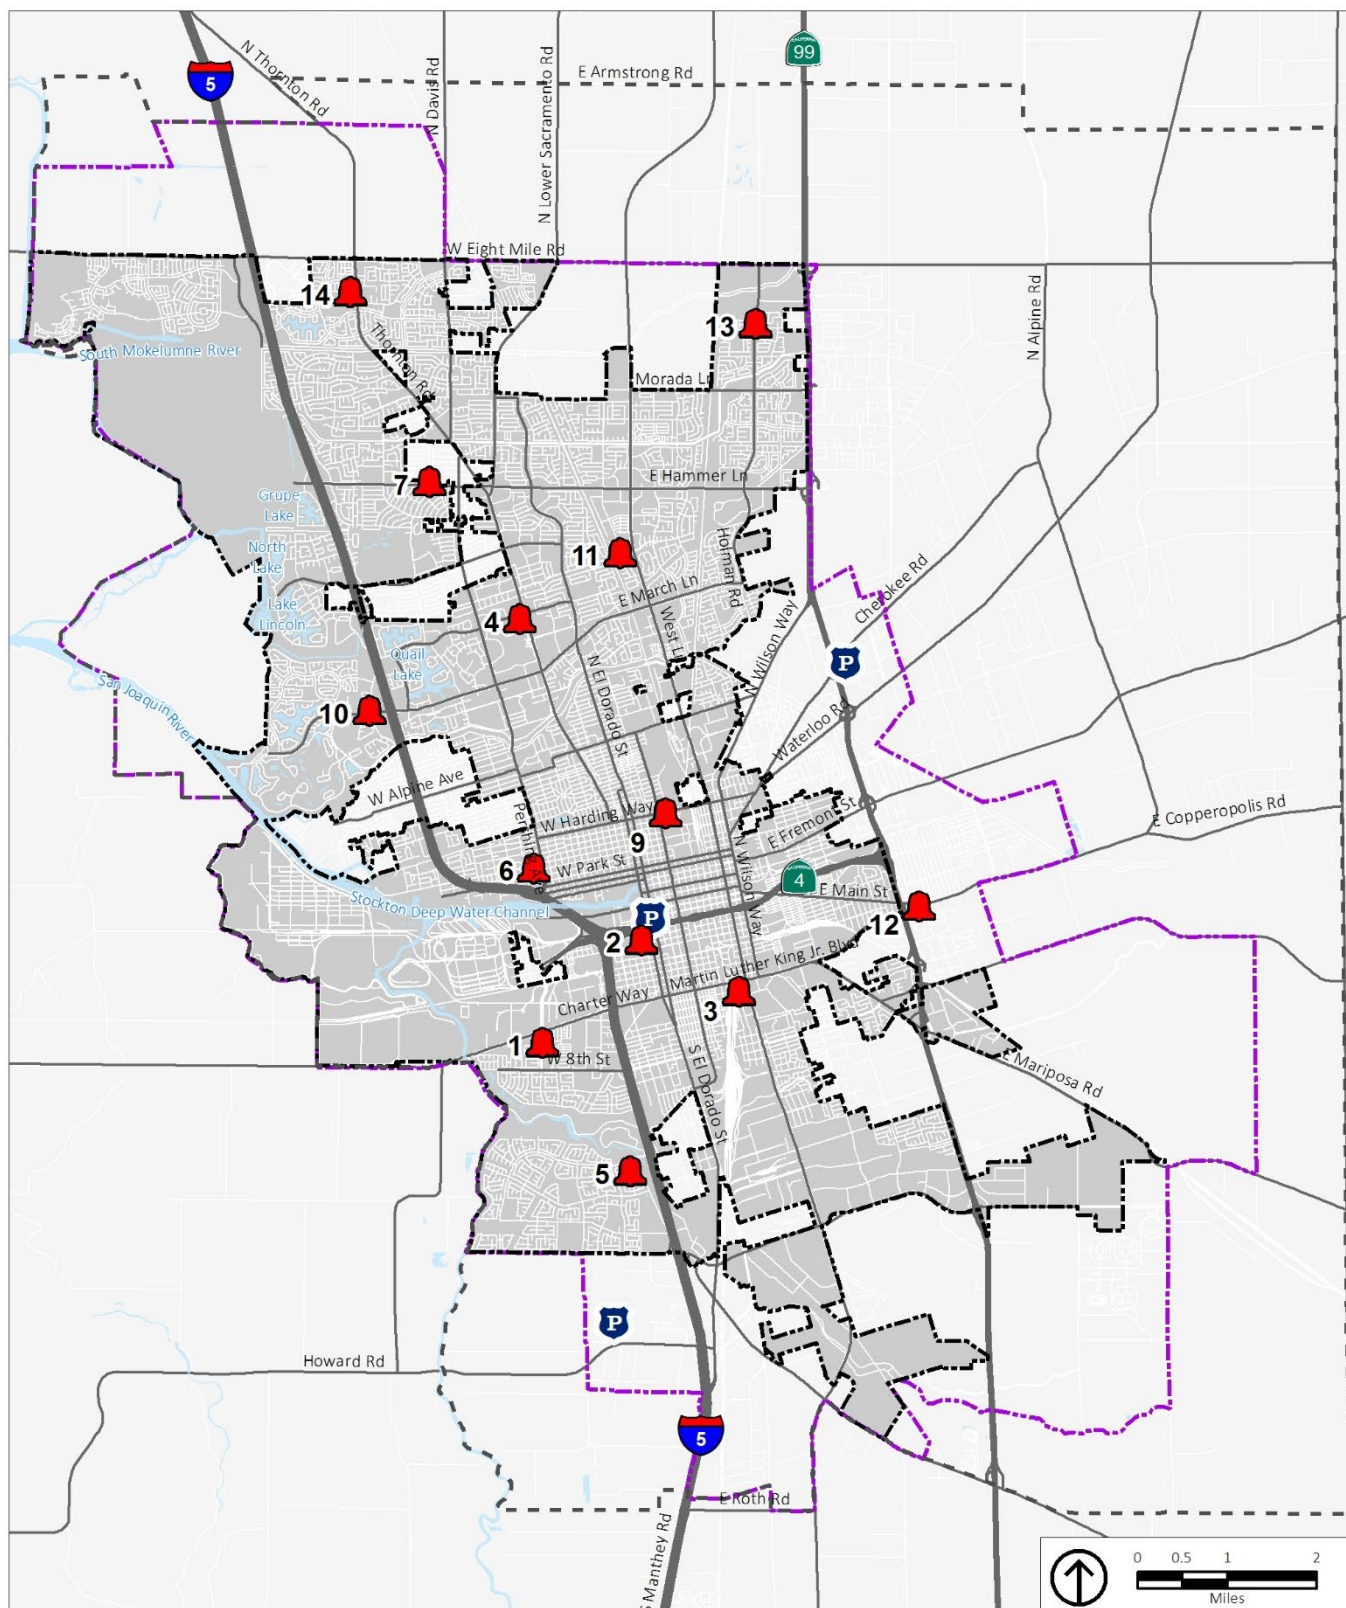 99
N Thornton Rd
5
N Davis Rd
N Lower Sacramento Rd
E Armstrong Rd
W Eight Mile Rd
14
13
N Alpine Rd
South Mokelumne River
Thornton Rd
Morada Ln
7
E Hammer Ln
Grupe
Lake
North
Lake
11
Holman Rd
Cherokee Rd
E March Ln
Lake
Lincoln
4
West Ln
N Wilson Way
Quail
Lake
P
N El Dorado St
San Joaquin River
10
Waterloo Rd
W Alpine Ave
E Copperopolis Rd
Pershing Ave
W Harding Way
9
E Fremont St
6
W Park St
N Wilson Way
4
E Main St
Stockton Deep Water Channel
P
12
2
Martin Luther King Jr. Blvd
Charter Way
3
1
W 8th St
S El Dorado St
E Mariposa Rd
5
P
Howard Rd
5
E Roth Rd
S Manthey Rd
0 0.5 1 2
Miles